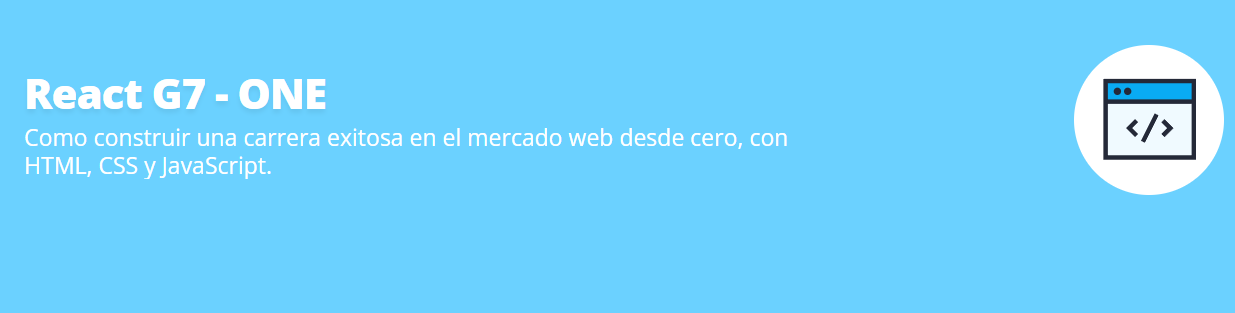 React G7 - ONE
Como construir una carrera exitosa en el mercado web desde cero, con
HTML, CSS y JavaScript.